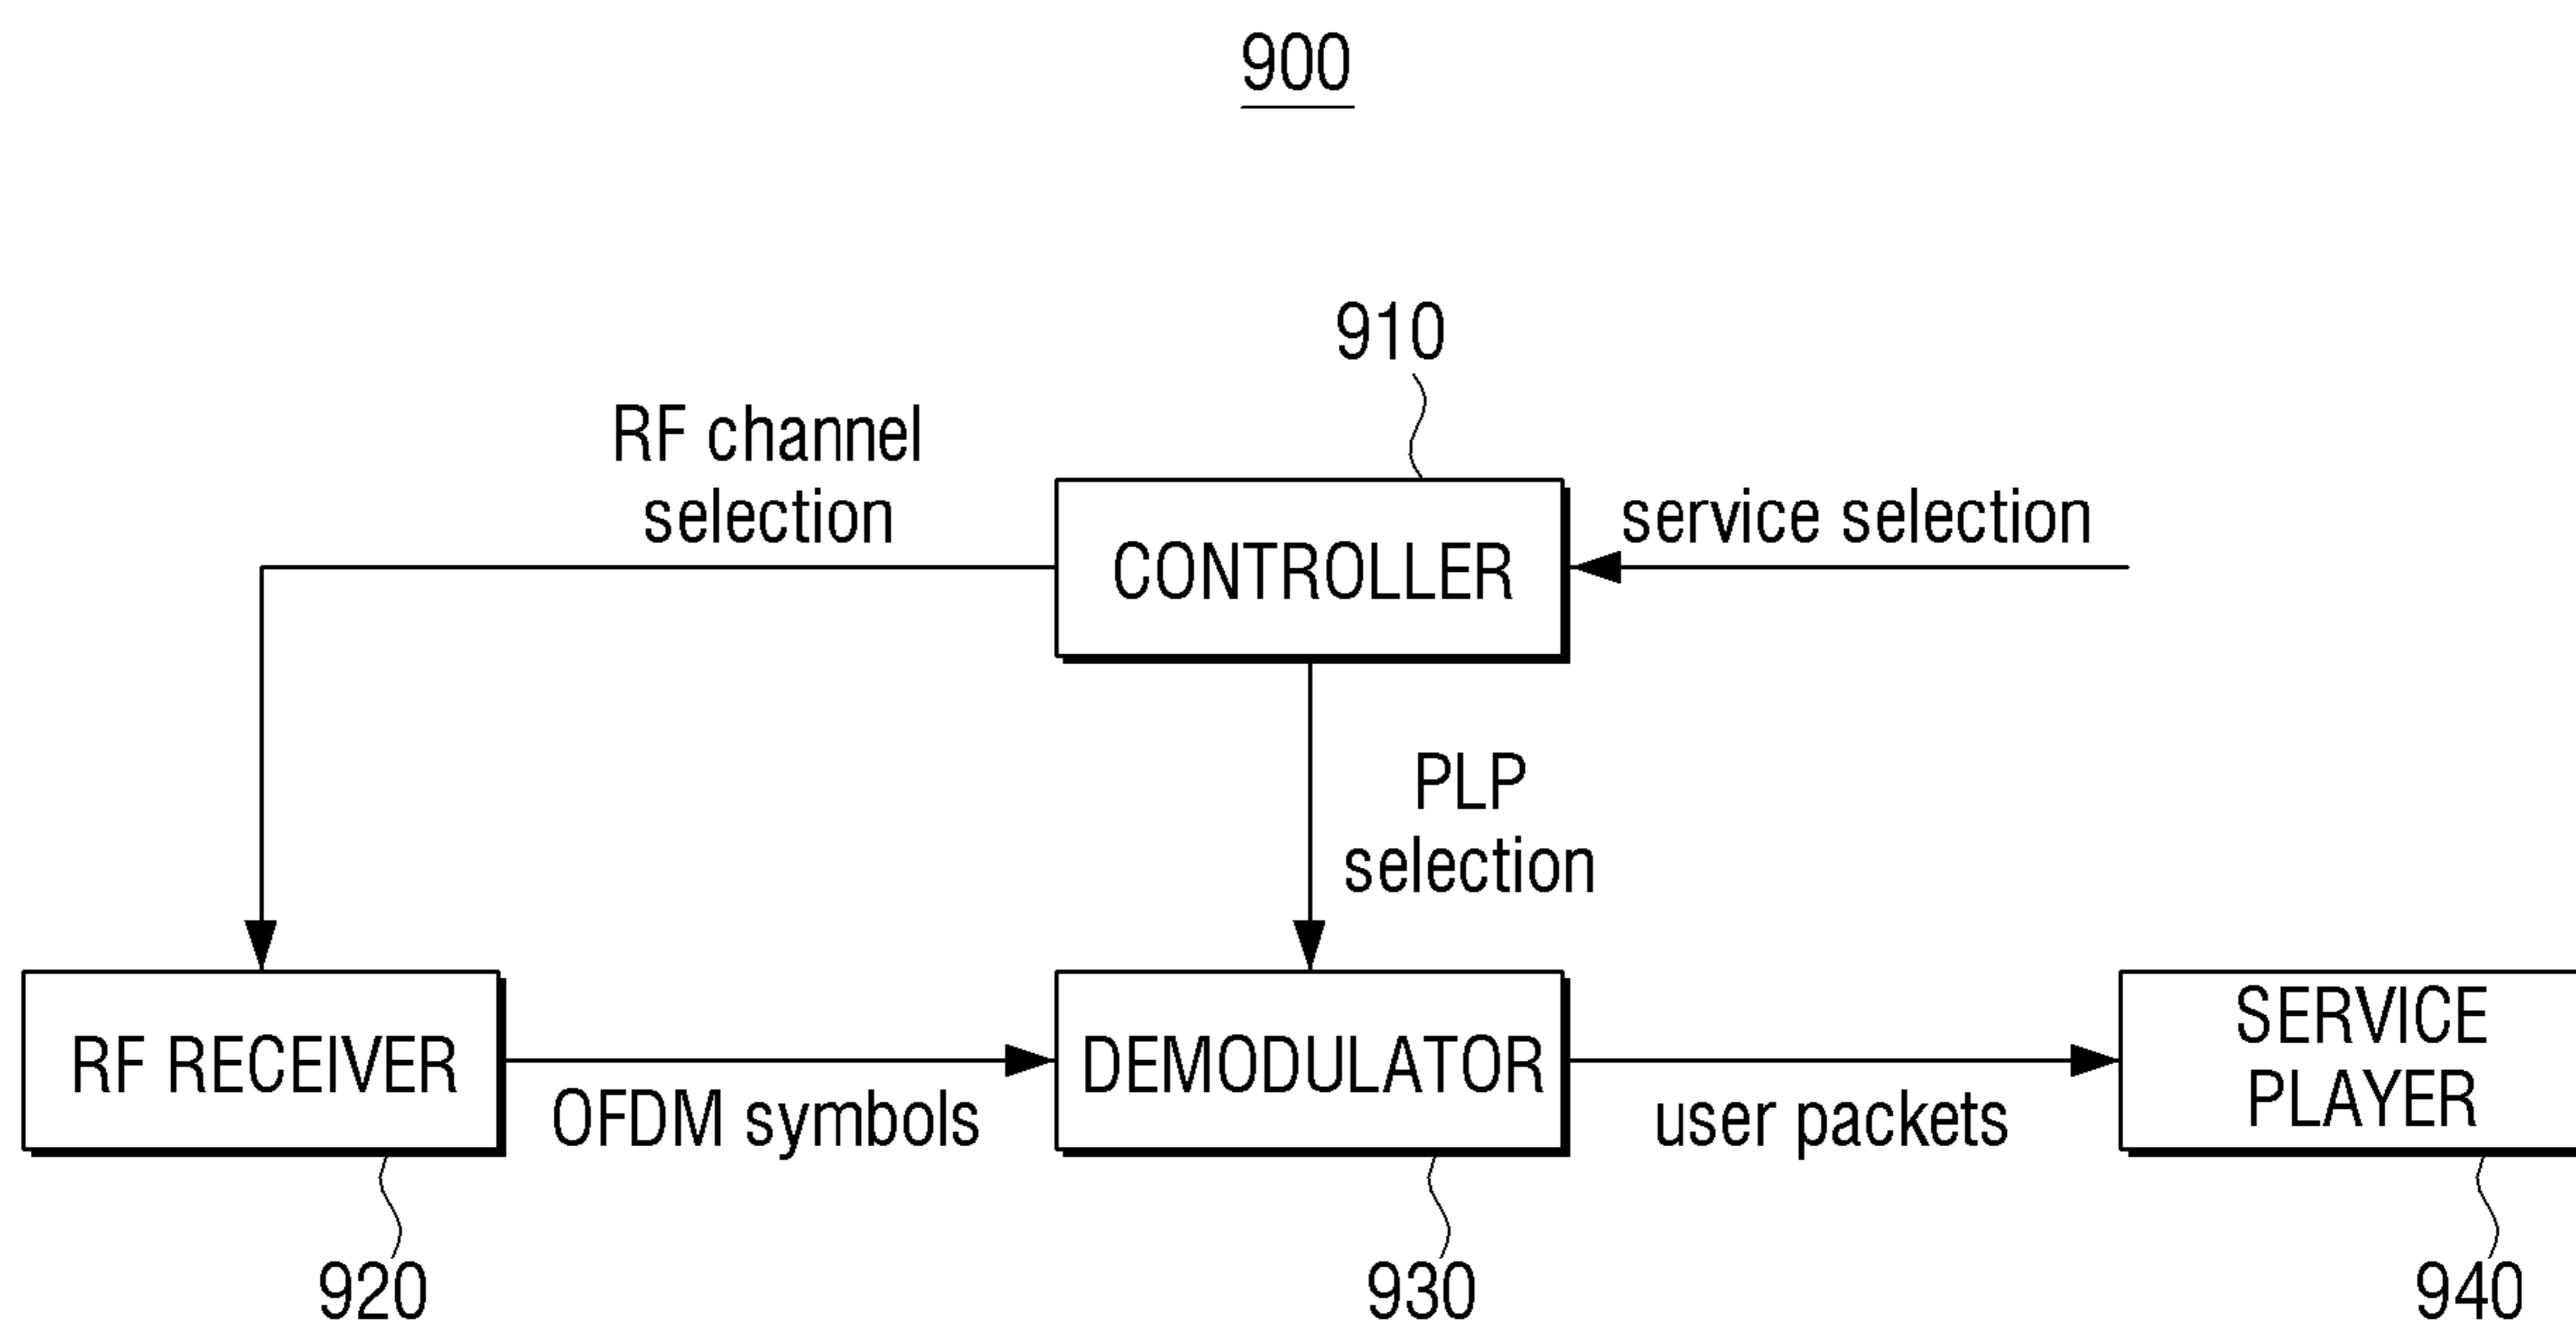 900
910
RF channel
selection
service selection
CONTROLLER
PLP
selection
RF RECEIVER
OFDM symbols
DEMODULATOR
user packets
SERVICE
PLAYER
920
930
940